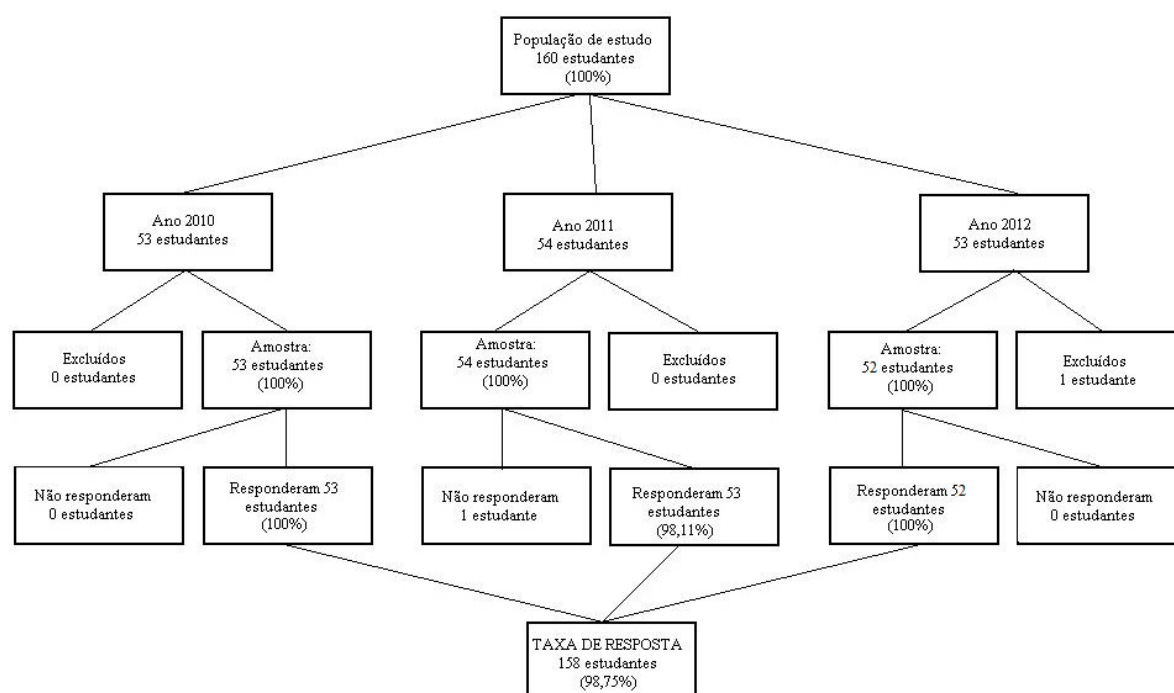 População de estudo
160 estudantes
(100%)
Ano 2010
53 estudantes
Ano 2011
54 estudantes
Ano 2012
53 estudantes
Excluídos
0 estudantes
Amostra:
53 estudantes
(100%)
Amostra:
54 estudantes
(100%)
Excluídos
0 estudantes
Amostra:
52 estudantes
(100%)
Excluídos
1 estudante
Não responderam
0 estudantes
Responderam 53
estudantes
(100%)
Não responderam
1 estudante
Responderam 53
estudantes
(98,11%)
Responderam 52
estudantes
(100%)
Não responderam
0 estudantes
TAXA DE RESPOSTA
158 estudantes
(98,75%)